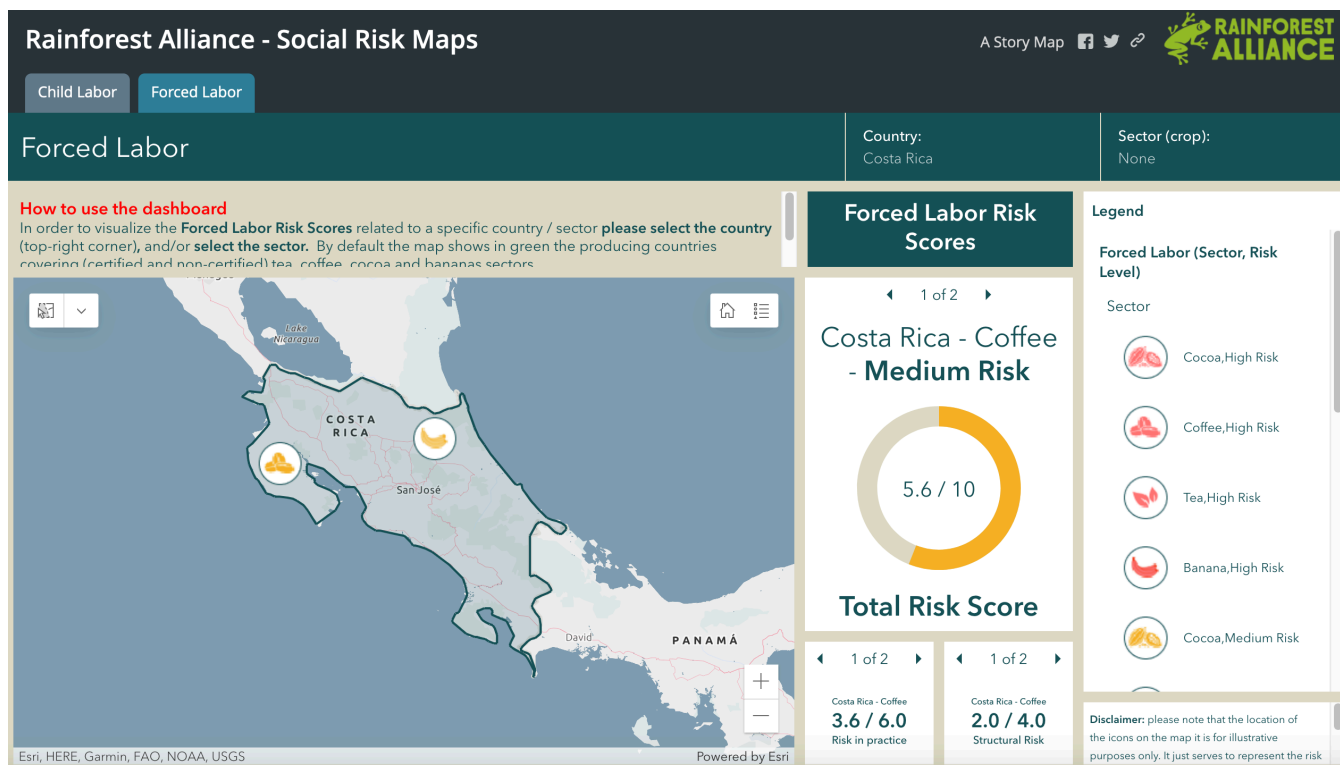 Rainforest Alliance - Social Risk Maps
A Story Map
RAINFOREST
ALLIANCE
Child Labor
Forced Labor
Forced Labor
Country:
Costa Rica
Sector (crop):
None
How to use the dashboard
In order to visualize the Forced Labor Risk Scores related to a specific country / sector please select the country
(top-right corner), and/or select the sector. By default the map shows in green the producing countries
covering (certified and non-certified) tea, coffee, cocoa and bananas sectors
Lake
Nicaragua
COSTA
RICA
San José
David
PANAMÁ
Esri, HERE, Garmin, FAO, NOAA, USGS
Powered by Esri
Forced Labor Risk
Scores
1 of 2
Costa Rica - Coffee
- Medium Risk
5.6 / 10
Total Risk Score
1 of 2
Costa Rica - Coffee
3.6 / 6.0
Risk in practice
1 of 2
Costa Rica - Coffee
2.0 / 4.0
Structural Risk
Legend
Forced Labor (Sector, Risk
Level)
Sector
Cocoa,High Risk
Coffee,High Risk
Tea,High Risk
Banana,High Risk
Cocoa,Medium Risk
Disclaimer: please note that the location of
the icons on the map it is for illustrative
purposes only. It just serves to represent the risk